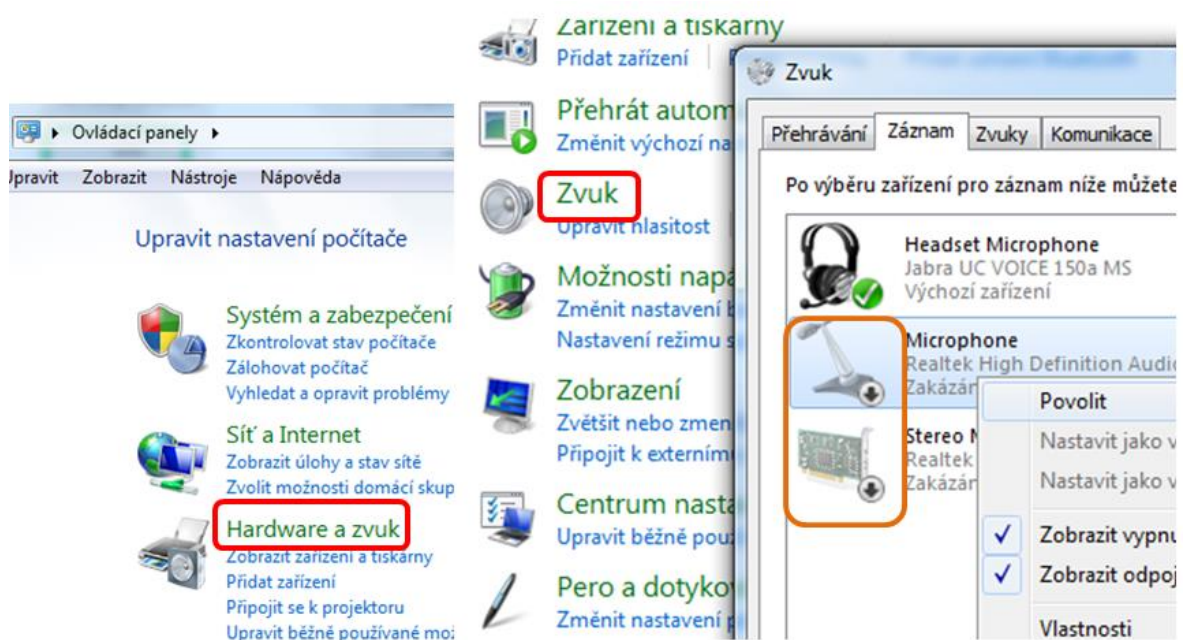 Ovládací panely
Upravit Zobrazit Nástroje Nápověda
Upravit nastavení počítače
Systém a zabezpečení
Zkontrolovat stav počítače
Zálohovat počítač
Vyhledat a opravit problémy
Síť a Internet
Zobrazit úlohy a stav sítě
Zvolit možnosti domácí skup
Hardware a zvuk
Zobrazit zařízení a tiskárny
Přidat zařízení
Připojit se k projektoru
Upravit běžně používané mož
Zařízení a tiskárny
Přidat zařízení
Přehrát autom
Změnit výchozí na
Zvuk
Upravit hlasitost
Možnosti napá
Změnit nastavení b
Nastavení režimu s
Zobrazení
Zvětšit nebo zmen
Připojit k externím
Centrum nasta
Upravit běžně použ
Pero a dotyko
Změnit nastavení p
Zvuk
Přehrávání Záznam Zvuky Komunikace
Po výběru zařízení pro záznam níže můžete
Headset Microphone
Jabra UC VOICE 150a MS
Výchozí zařízení
Microphone
Realtek High Definition Audio
Zakázán
Stereo M
Realtek
Zakázán
Povolit
Nastavit jako v
Nastavit jako v
Zobrazit vypnu
Zobrazit odpoj
Vlastnosti